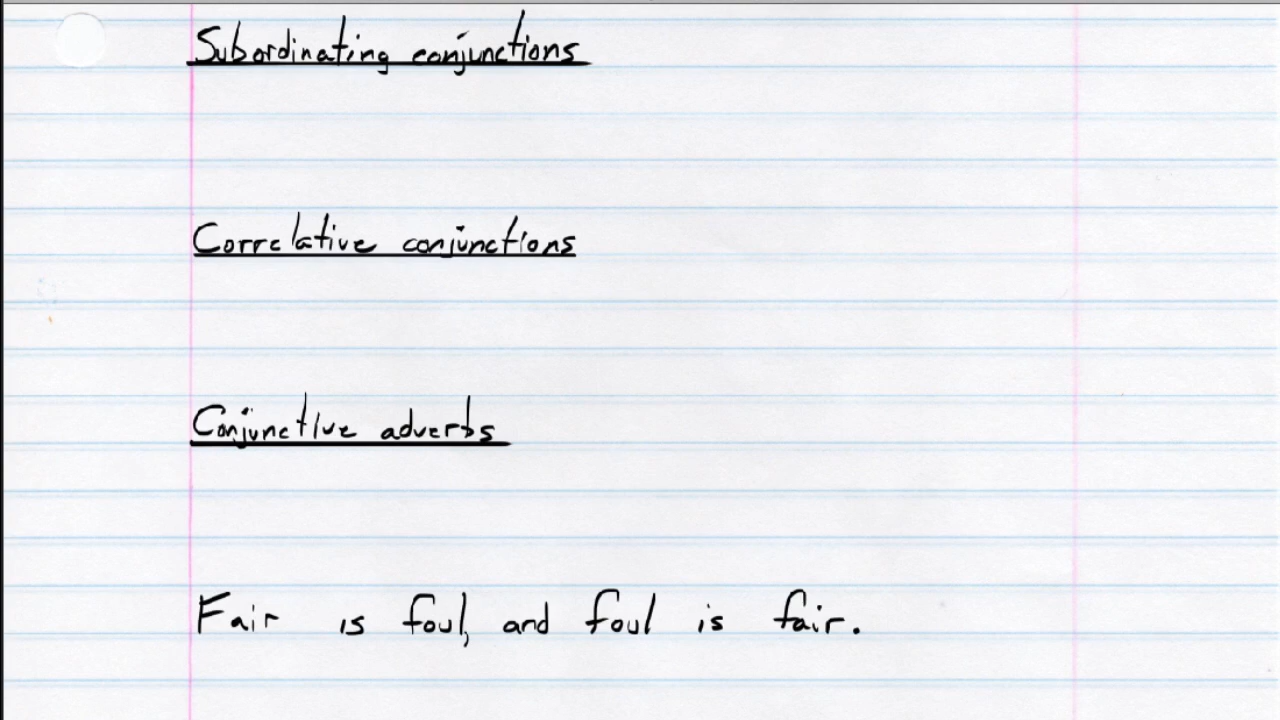 Subordinating conjunctions
Correlative conjunctions
Conjunctive adverbs
Fair is foul, and foul is fair.